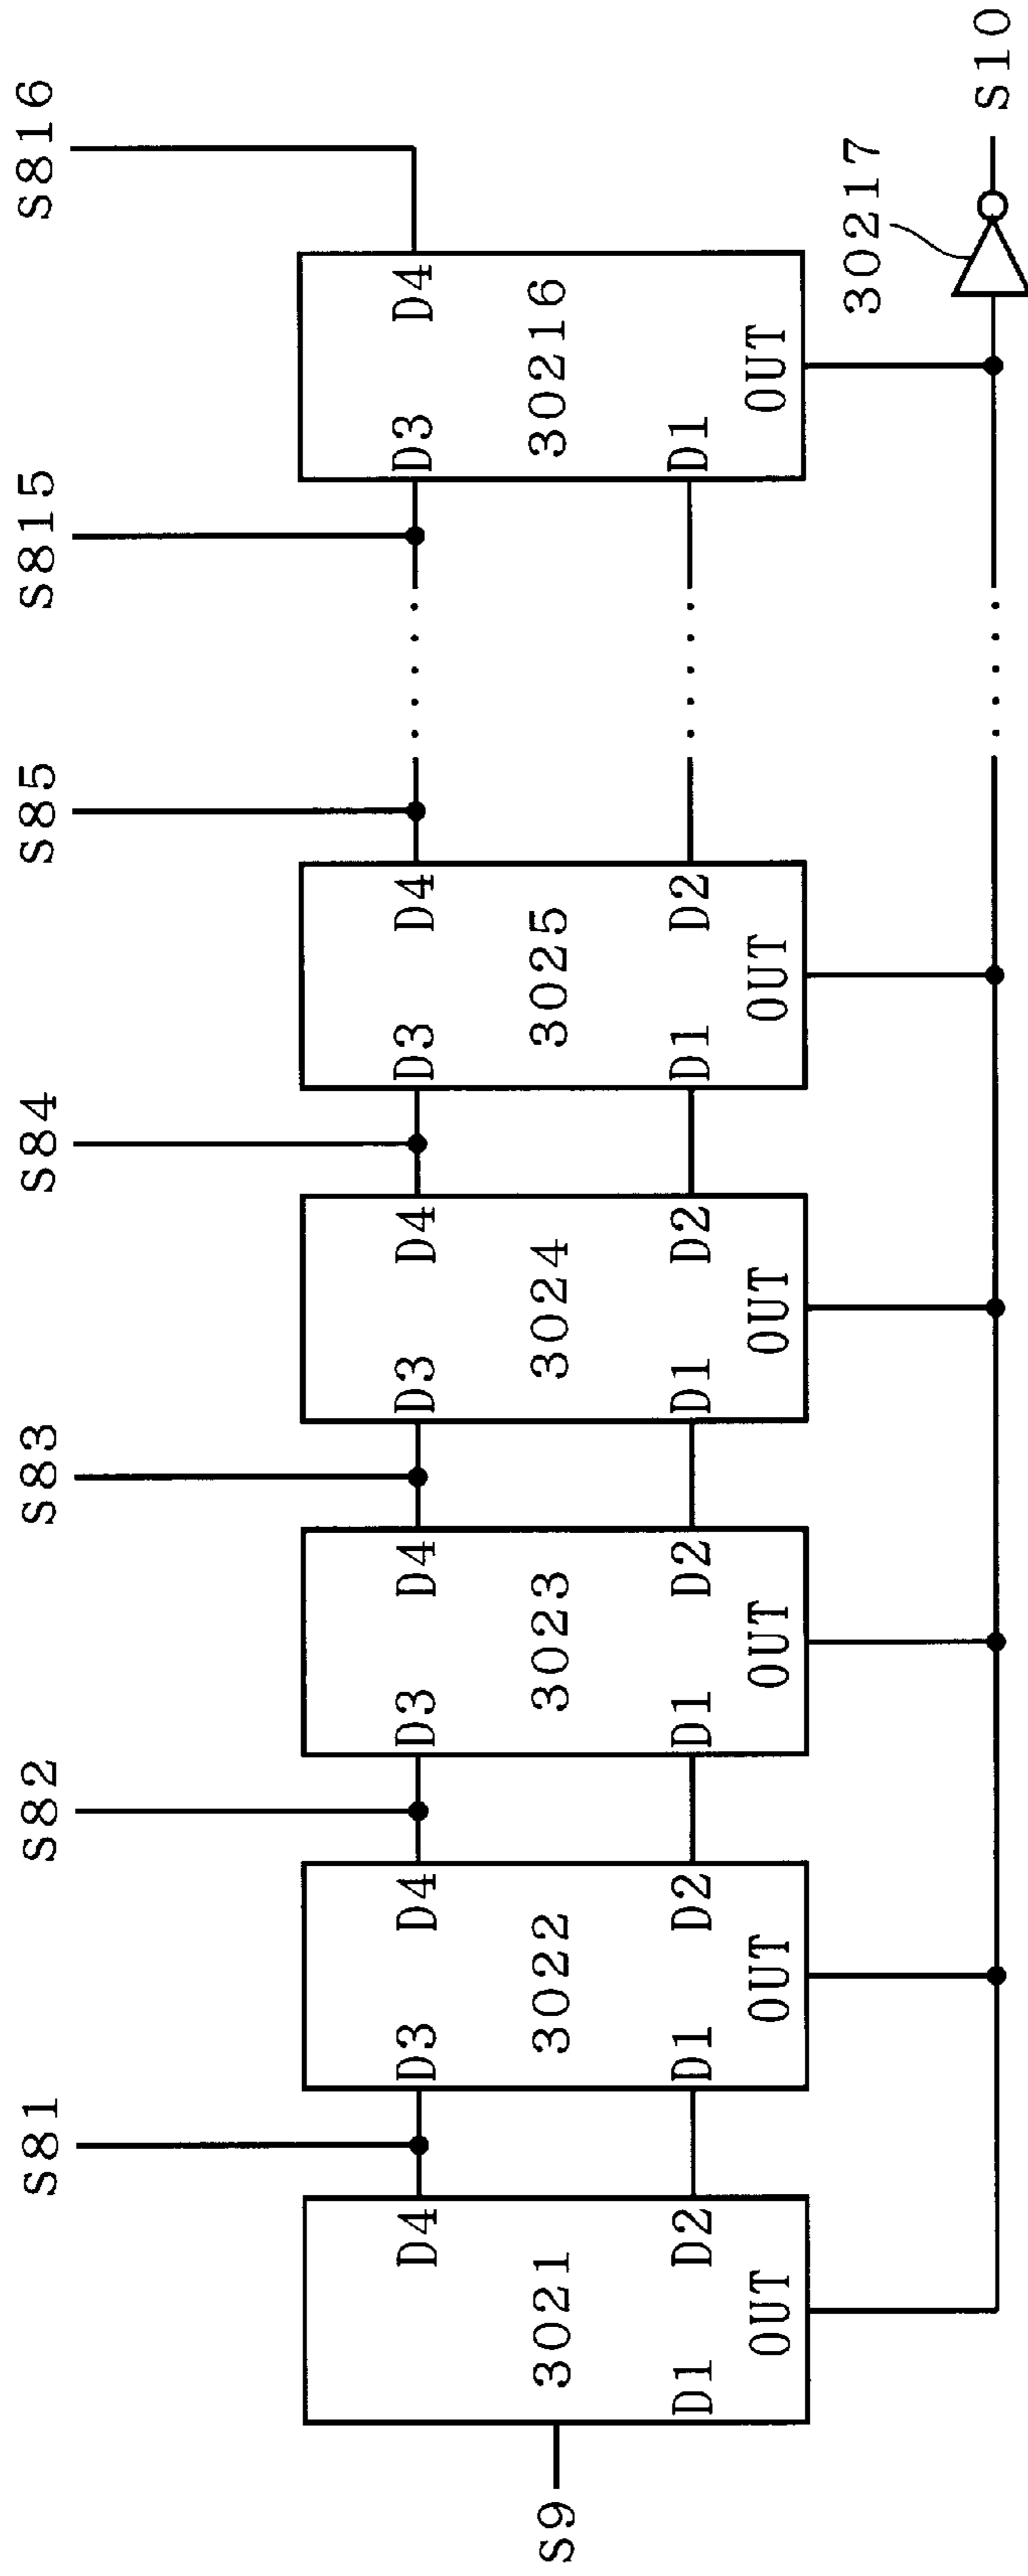 S81
S82
S83
S84
S85
S815
S816
D4
D3
D4
D3
D4
D3
D4
D3
D4
D3
D4
S9
3021
3022
3023
3024
3025
30216
D1
D2
D1
D2
D1
D2
D1
D2
D1
D2
D1
OUT
OUT
OUT
OUT
OUT
OUT
30217
S10